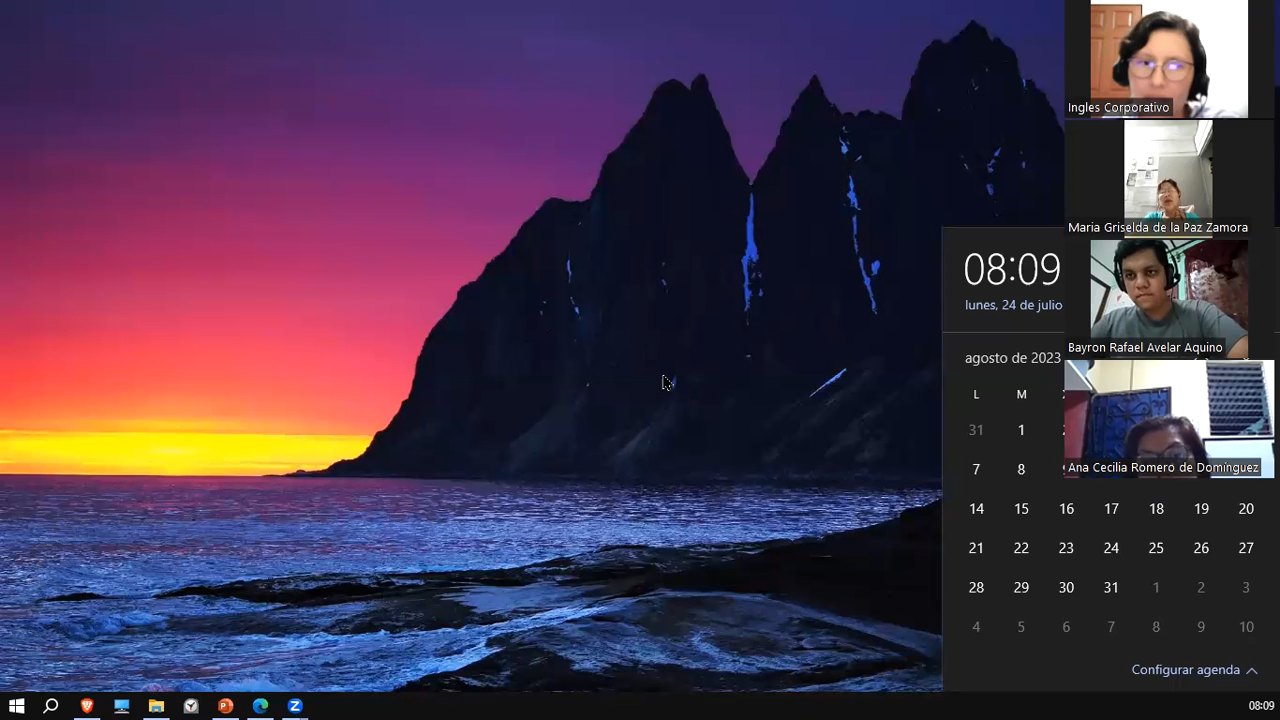 Ingles Corporativo
Maria Griselda de la Paz Zamora
Bayron Rafael Avelar Aquino
Ana Cecilia Romero de Domínguez
08:09
lunes, 24 de julio
agosto de 2023
L M
31 1
7 8
14 15 16 17 18 19 20
21 22 23 24 25 26 27
28 29 30 31 1 2 3
4 5 6 7 8 9 10
Configurar agenda
08:09